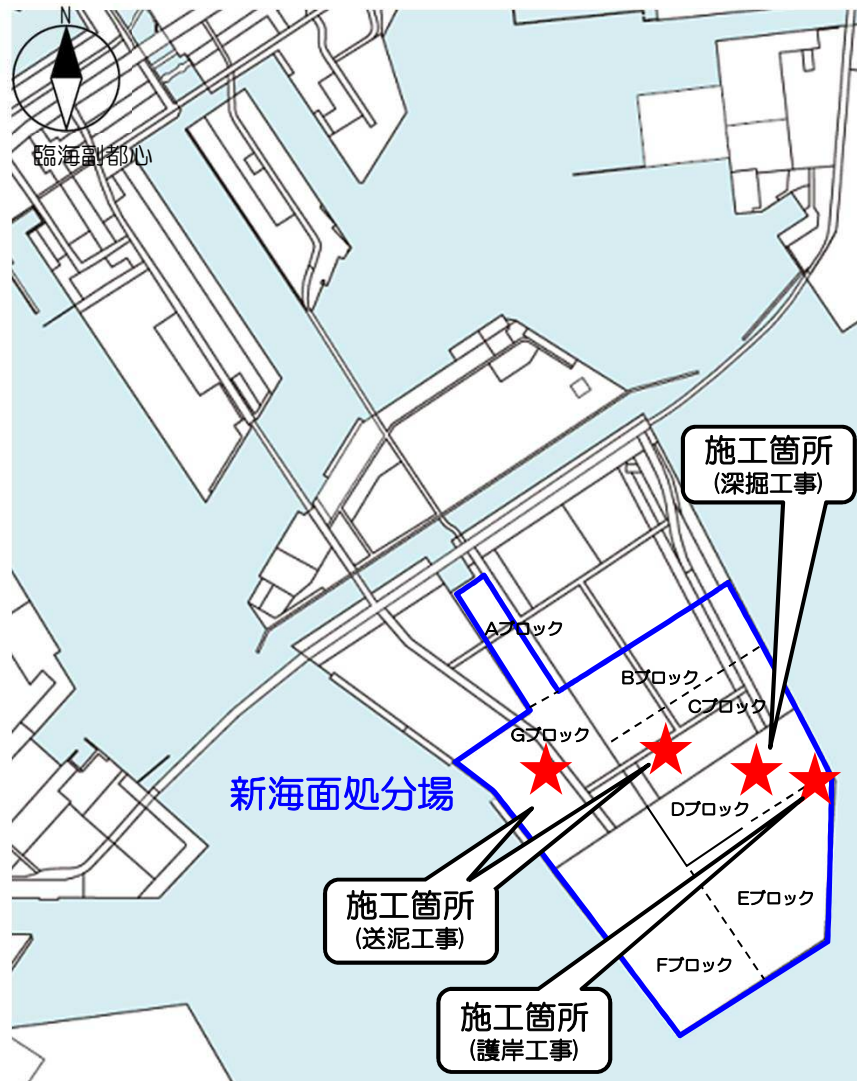 N
臨海副都心
施工箇所
(深掘工事)
Aブロック
Bブロック
Cブロック
Gブロック
新海面処分場
Dブロック
施工箇所
(送泥工事)
Eブロック
Fブロック
施工箇所
(護岸工事)